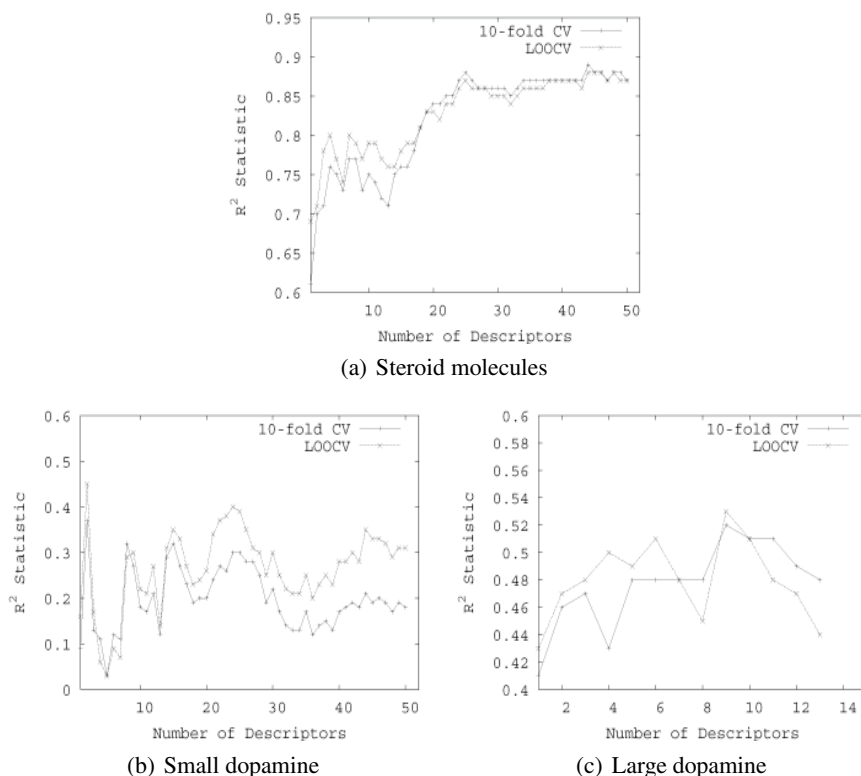 0.95
10-fold CV
LOOCV
0.9
0.85
0.8
0.75
0.7
0.65
0.6
R² Statistic
10 20 30 40 50
Number of Descriptors
(a) Steroid molecules
0.6
10-fold CV
LOOCV
0.5
0.4
0.3
0.2
0.1
0
R² Statistic
10 20 30 40 50
Number of Descriptors
(b) Small dopamine
0.6
10-fold CV
LOOCV
0.58
0.56
0.54
0.52
0.5
0.48
0.46
0.44
0.42
0.4
R² Statistic
2 4 6 8 10 12 14
Number of Descriptors
(c) Large dopamine